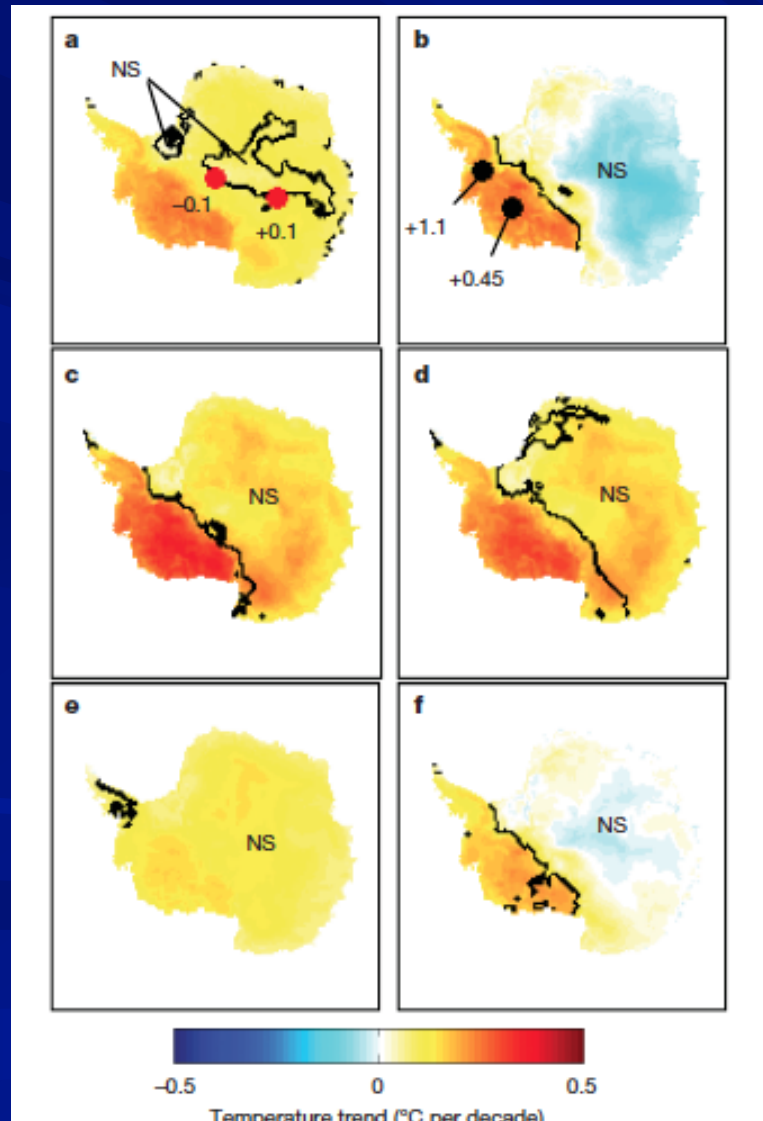 a
NS
−0.1
+0.1
b
NS
+1.1
+0.45
c
NS
d
NS
e
NS
f
NS
−0.5 0 0.5
Temperature trend (°C per decade)